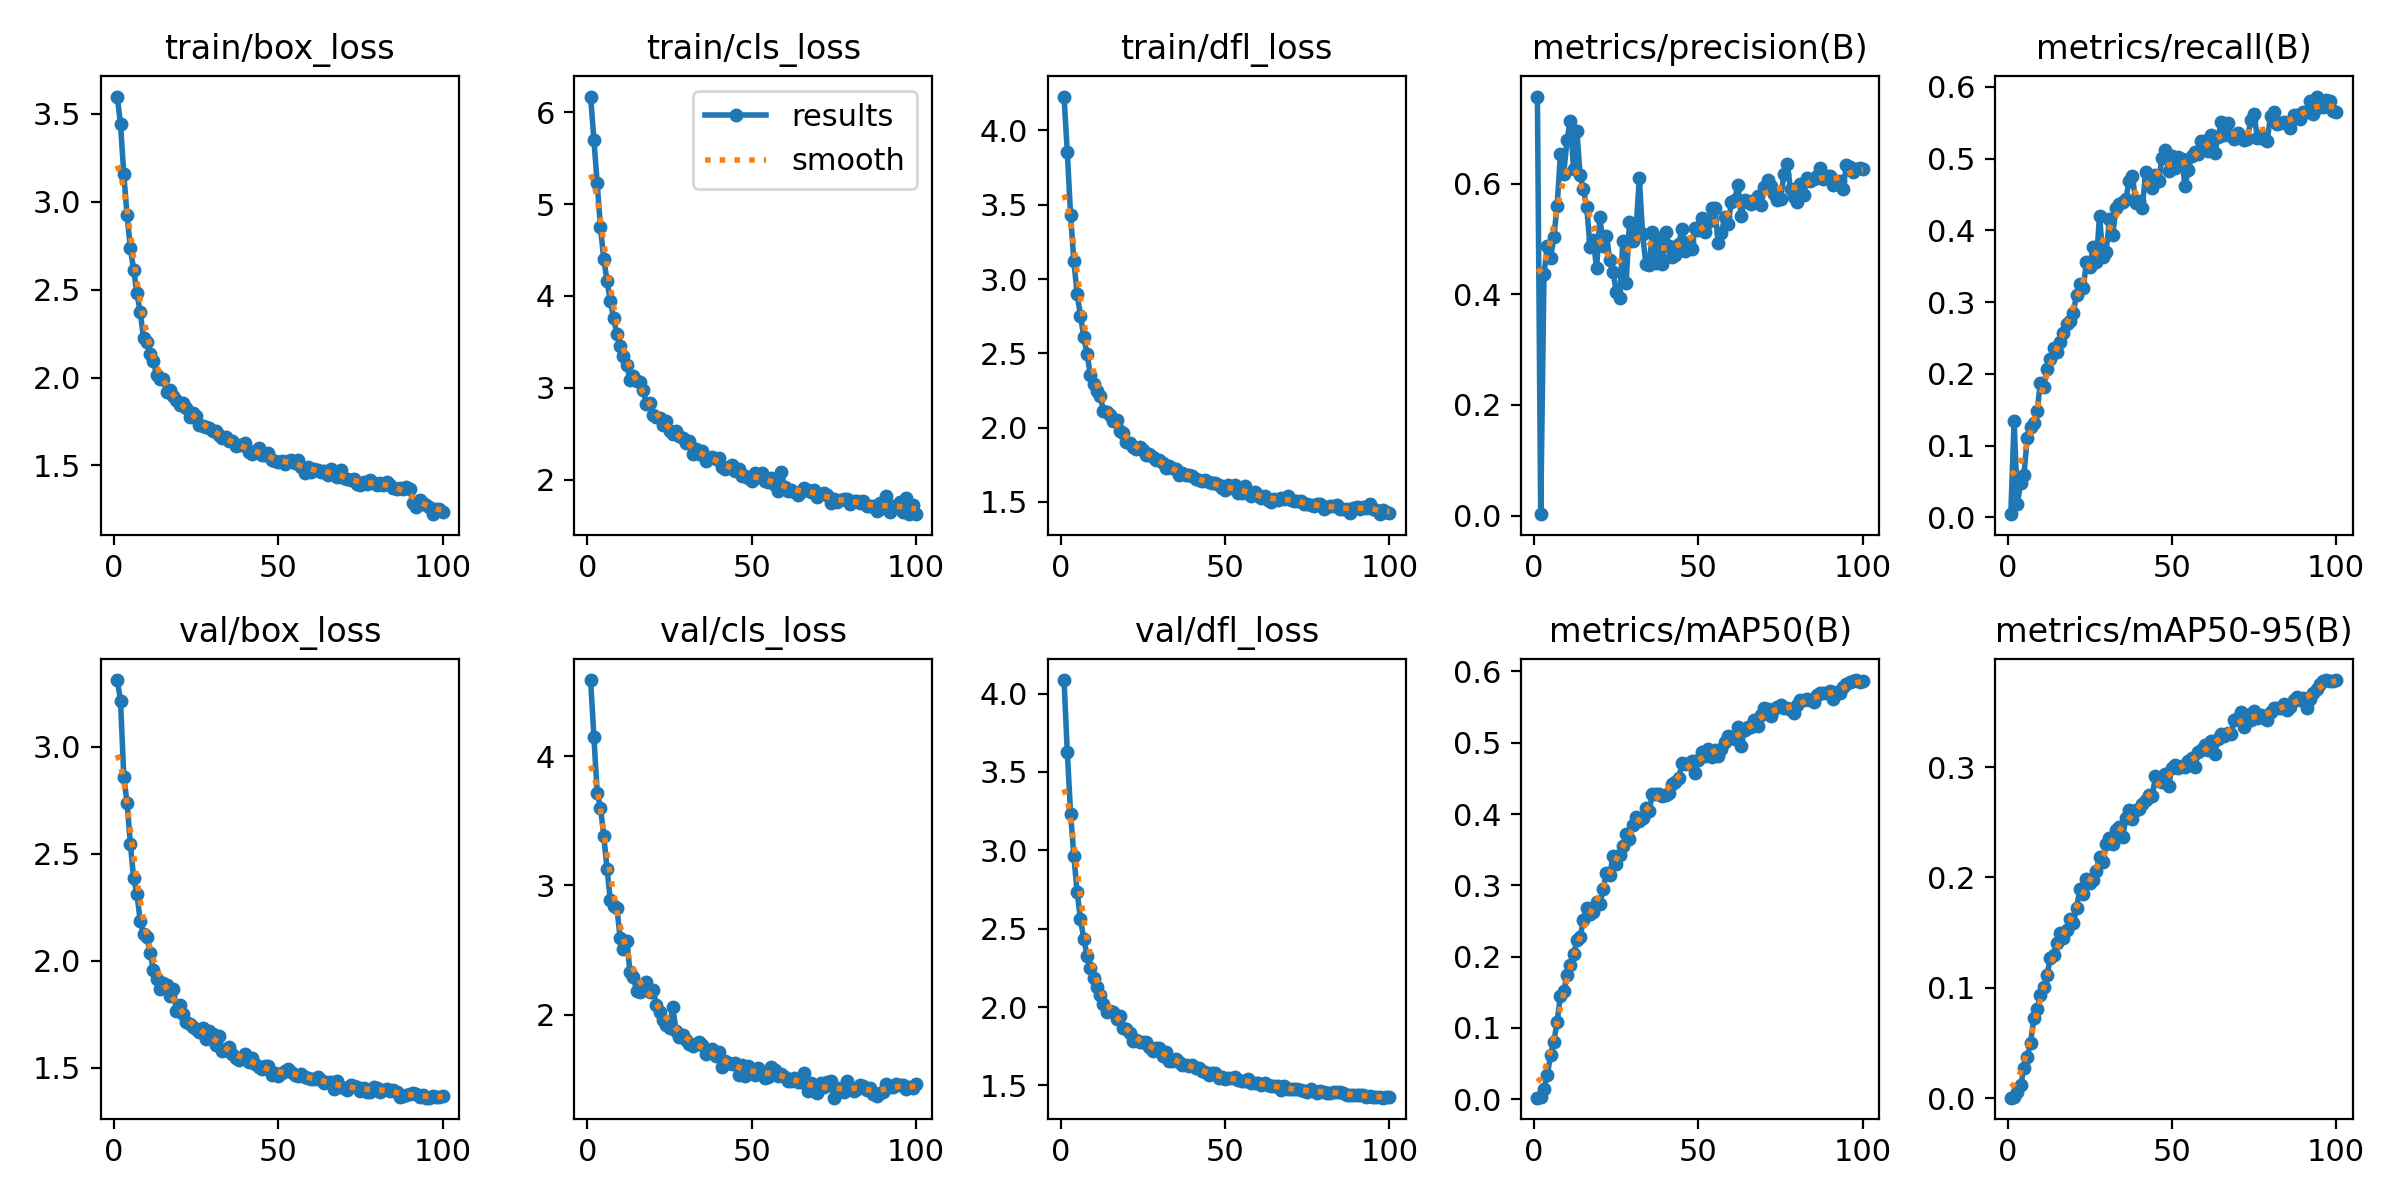 train/box_loss
3.5
3.0
2.5
2.0
1.5
0 50 100
train/cls_loss
results
smooth
6
5
4
3
2
0 50 100
train/dfl_loss
4.0
3.5
3.0
2.5
2.0
1.5
0 50 100
metrics/precision(B)
0.6
0.4
0.2
0.0
0 50 100
metrics/recall(B)
0.6
0.5
0.4
0.3
0.2
0.1
0.0
0 50 100
val/box_loss
3.0
2.5
2.0
1.5
0 50 100
val/cls_loss
4
3
2
0 50 100
val/dfl_loss
4.0
3.5
3.0
2.5
2.0
1.5
0 50 100
metrics/mAP50(B)
0.6
0.5
0.4
0.3
0.2
0.1
0.0
0 50 100
metrics/mAP50-95(B)
0.3
0.2
0.1
0.0
0 50 100